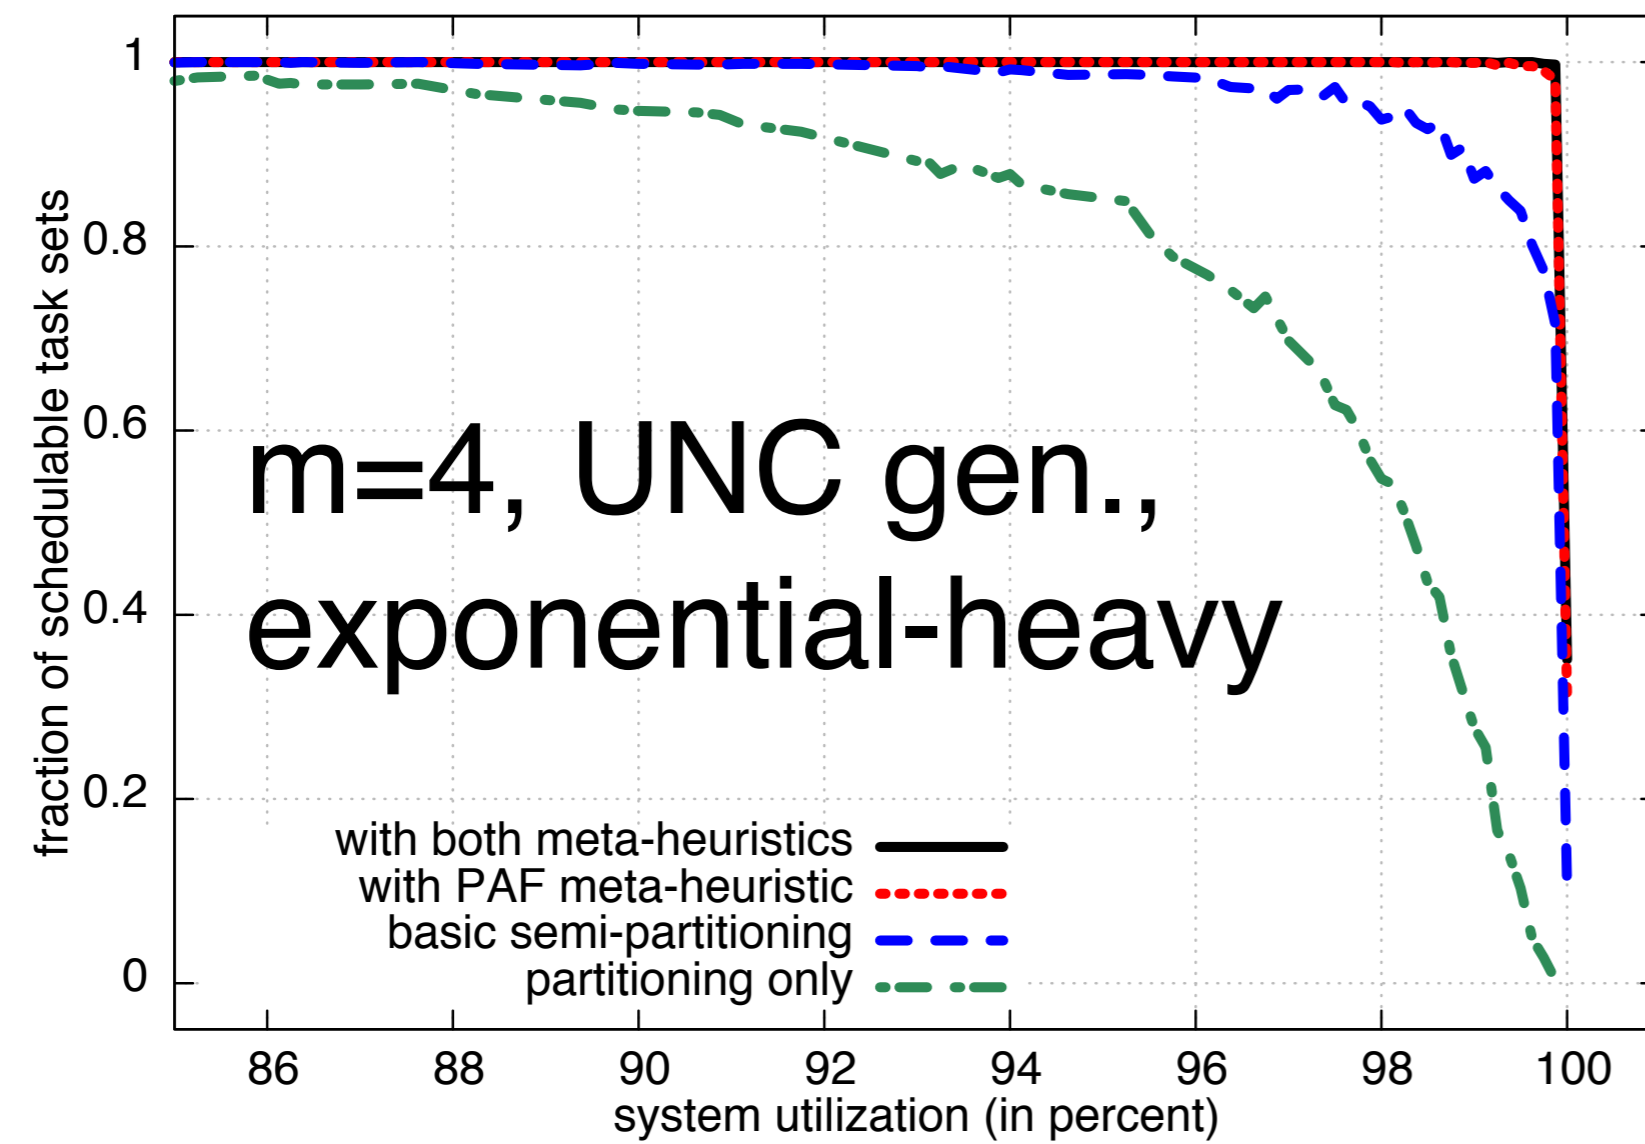 fraction of schedulable task sets
1
0.8
0.6
0.4
0.2
0
m=4, UNC gen.,
exponential-heavy
with both meta-heuristics
with PAF meta-heuristic
basic semi-partitioning
partitioning only
86 88 90 92 94 96 98 100
system utilization (in percent)